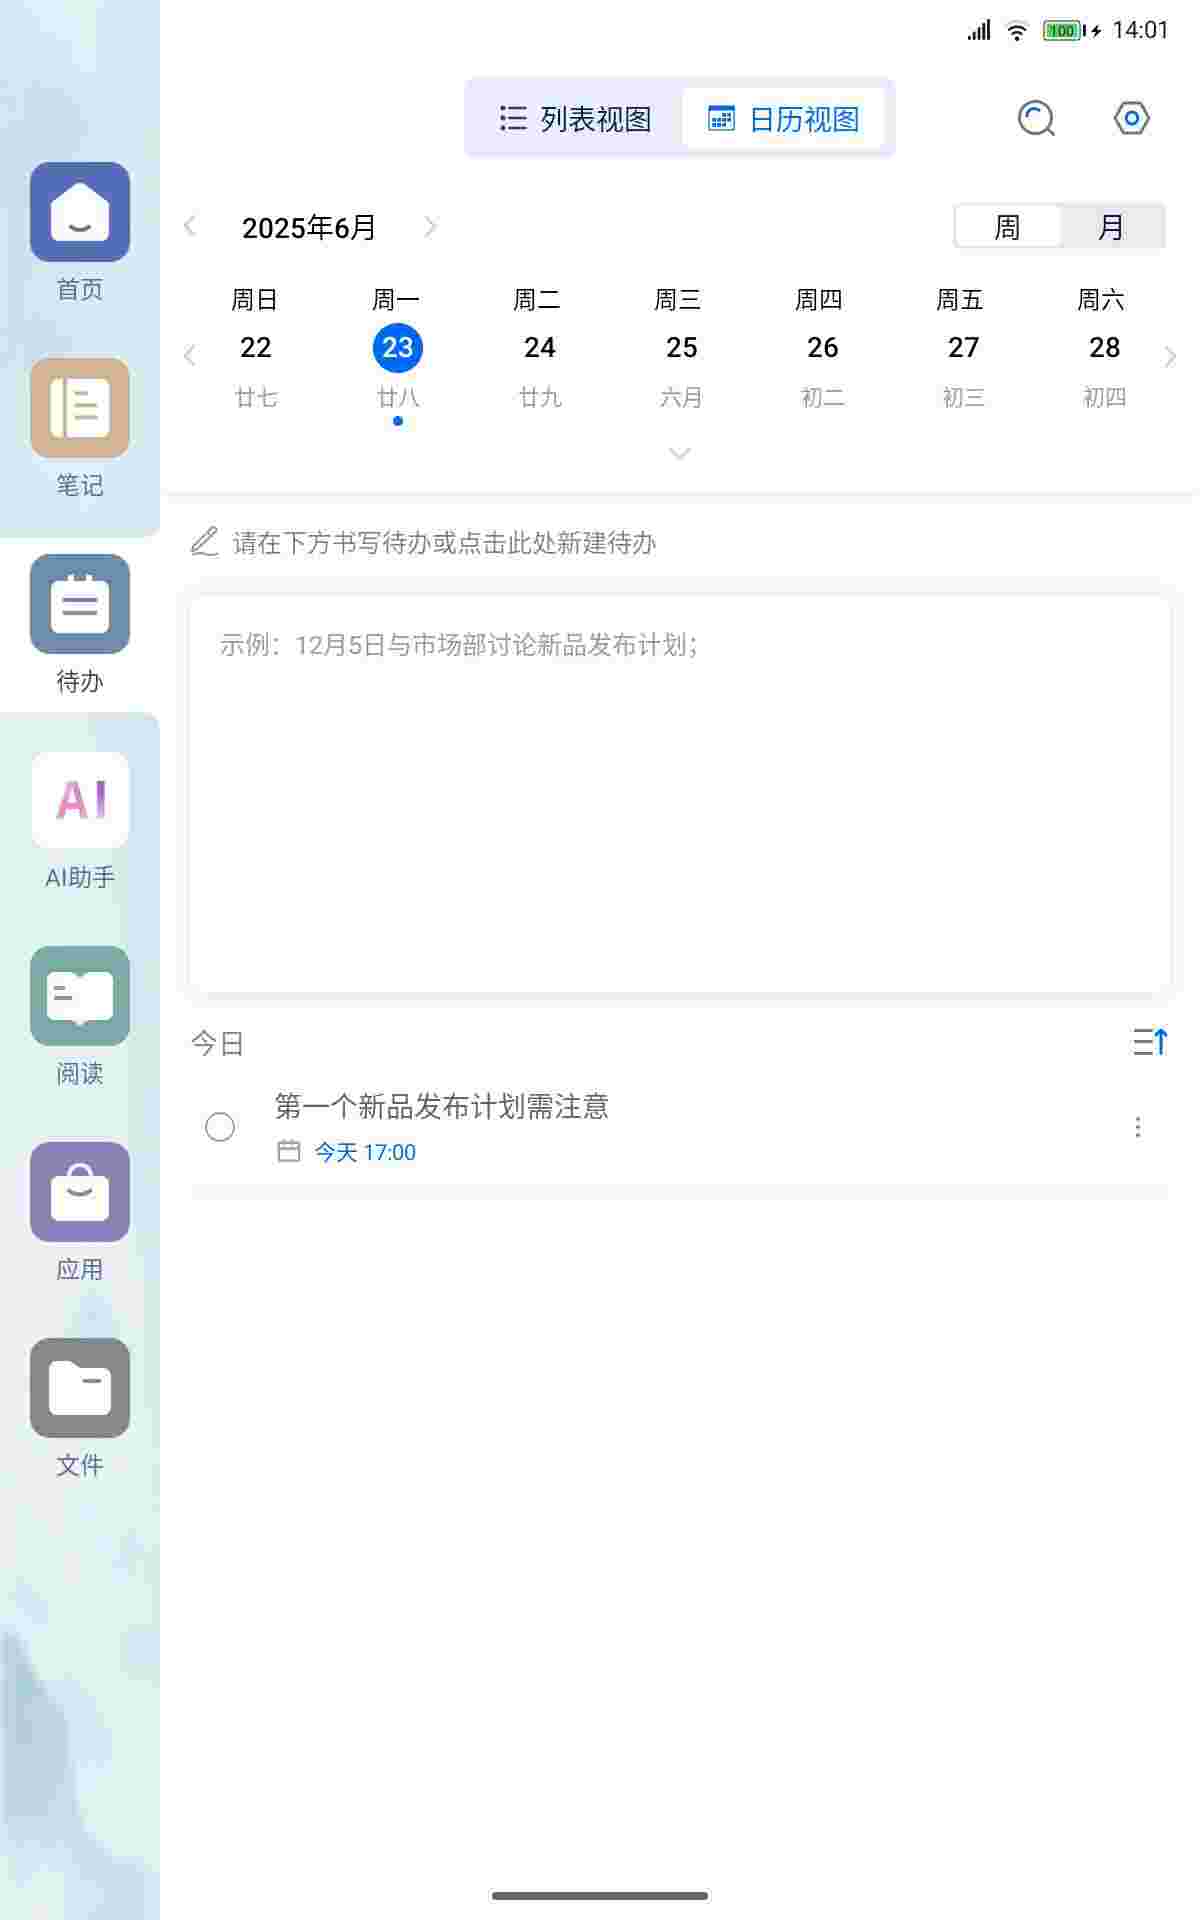 100 14:01
列表视图 日历视图
2025年6月 周 月
周日 周一 周二 周三 周四 周五 周六
22 23 24 25 26 27 28
廿七 廿八 廿九 六月 初二 初三 初四
请在下方书写待办或点击此处新建待办
示例：12月5日与市场部讨论新品发布计划；
今日
第一个新品发布计划需注意
今天 17:00
首页
笔记
待办
AI
AI助手
阅读
应用
文件